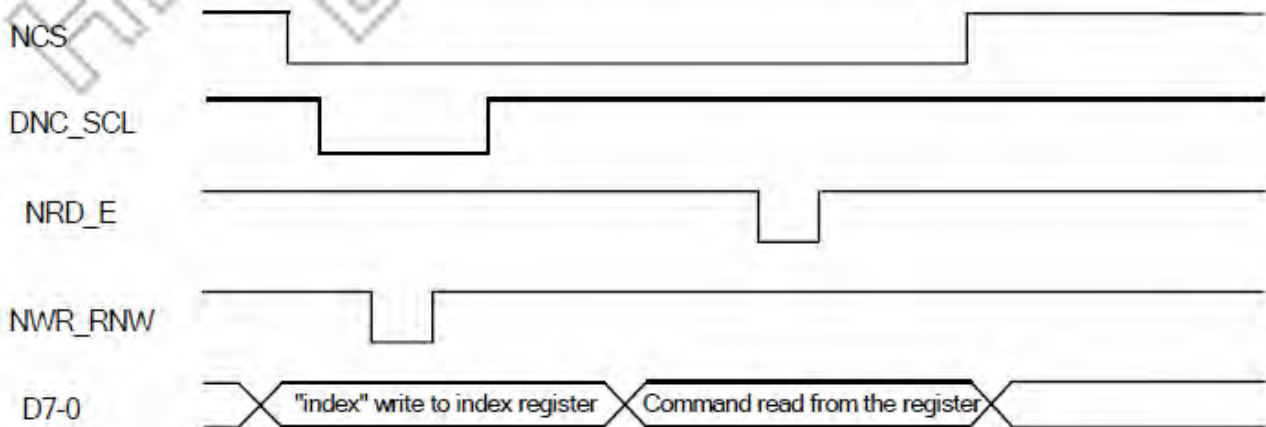 NCS
DNC_SCL
NRD_E
NWR_RNW
D7-0 "index" write to index register Command read from the register